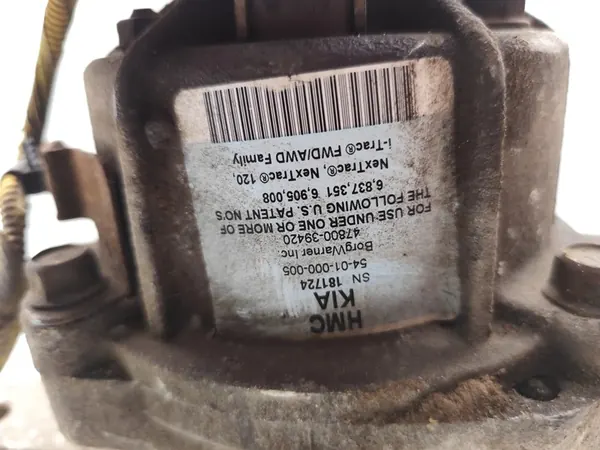 HMC
KIA
SN 181724
54-01-000-005
BorgWarner Inc.
47800-39420
FOR USE UNDER ONE OR MORE OF
THE FOLLOWING U.S. PATENT NO'S
6,837,351 6,905,008
NexTrac®, NexTrac® 120,
i-Trac® FWD/AWD Family